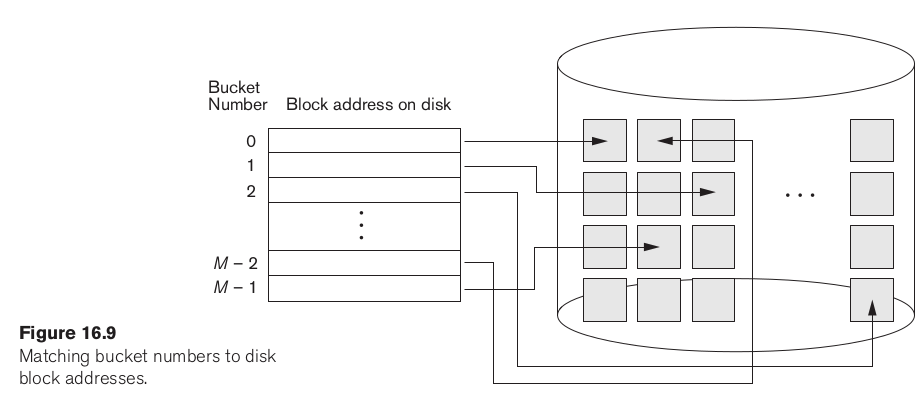 Bucket
Number
Block address on disk
0
1
2
⋮
M – 2
M – 1
. . .
Figure 16.9
Matching bucket numbers to disk
block addresses.